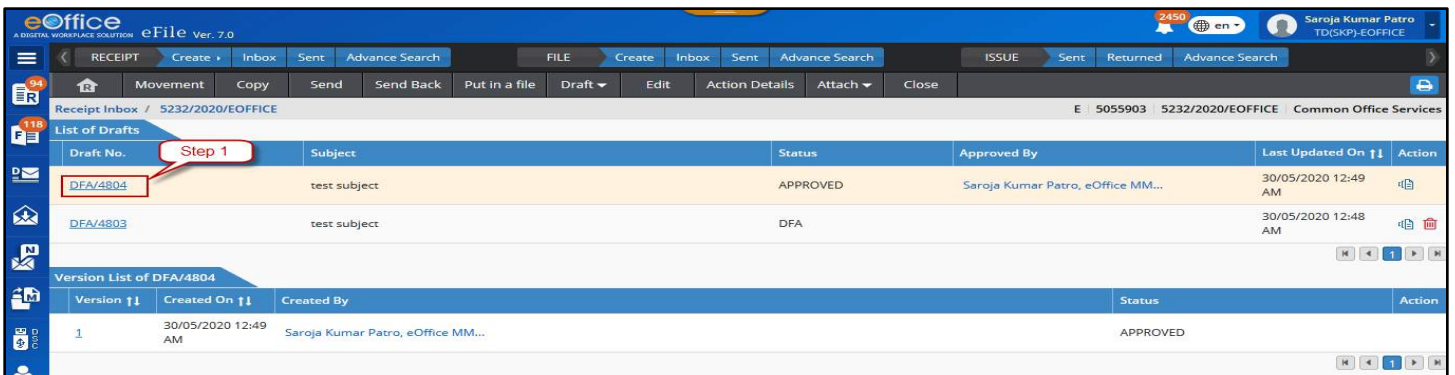 eOffice
A DIGITAL WORKPLACE SOLUTION eFile Ver. 7.0
2450 en Saroja Kumar Patro
TD(SKP)-EOFFICE
RECEIPT Create Inbox Sent Advance Search FILE Create Inbox Sent Advance Search ISSUE Sent Returned Advance Search
94 R Movement Copy Send Send Back Put in a file Draft Edit Action Details Attach Close
Receipt Inbox / 5232/2020/EOFFICE E 5055903 5232/2020/EOFFICE Common Office Services
118 F List of Drafts
Draft No. Step 1 Subject Status Approved By Last Updated On Action
D
DFA/4804 test subject APPROVED Saroja Kumar Patro, eOffice MM... 30/05/2020 12:49
AM
DFA/4803 test subject DFA 30/05/2020 12:48
AM
N
1
Version List of DFA/4804
M
Version Created On Created By Status Action
1 30/05/2020 12:49 Saroja Kumar Patro, eOffice MM... APPROVED
AM
DSC
1